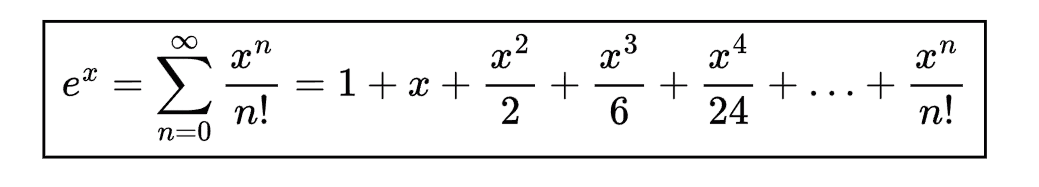 e^x = \sum_{n=0}^{\infty} \frac{x^n}{n!} = 1 + x + \frac{x^2}{2} + \frac{x^3}{6} + \frac{x^4}{24} + \ldots + \frac{x^n}{n!}